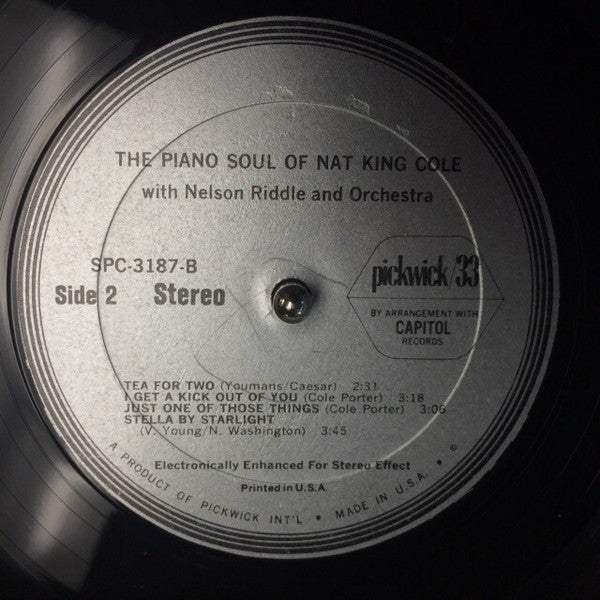 THE PIANO SOUL OF NAT KING COLE
with Nelson Riddle and Orchestra
SPC-3187-B
Side 2 Stereo
pickwick/33
BY ARRANGEMENT WITH
CAPITOL
RECORDS
TEA FOR TWO (Youmans/Caesar) 2:31
I GET A KICK OUT OF YOU (Cole Porter) 3:18
JUST ONE OF THOSE THINGS (Cole Porter) 3:06
STELLA BY STARLIGHT
(V. Young/N. Washington) 3:45
Electronically Enhanced For Stereo Effect
Printed in U.S.A.
A PRODUCT OF PICKWICK INT'L • MADE IN U.S.A. • ©